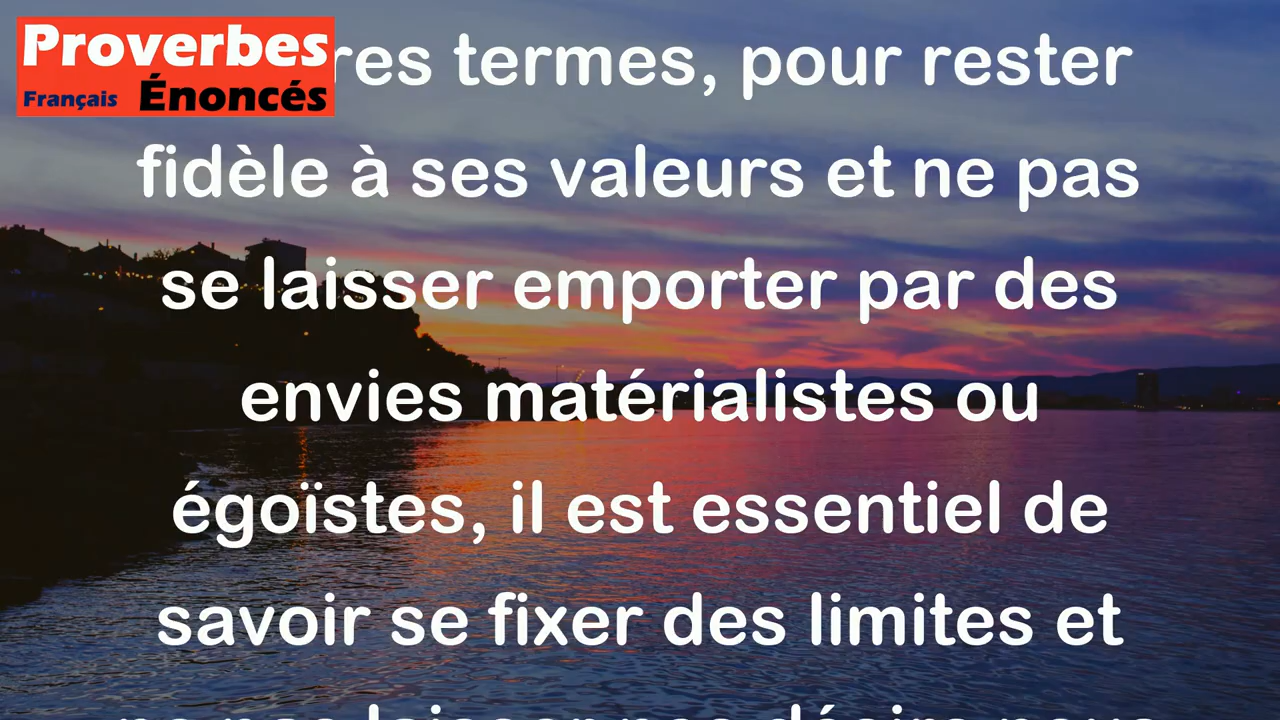 Proverbes
Français Énoncés
res termes, pour rester
fidèle à ses valeurs et ne pas
se laisser emporter par des
envies matérialistes ou
égoïstes, il est essentiel de
savoir se fixer des limites et